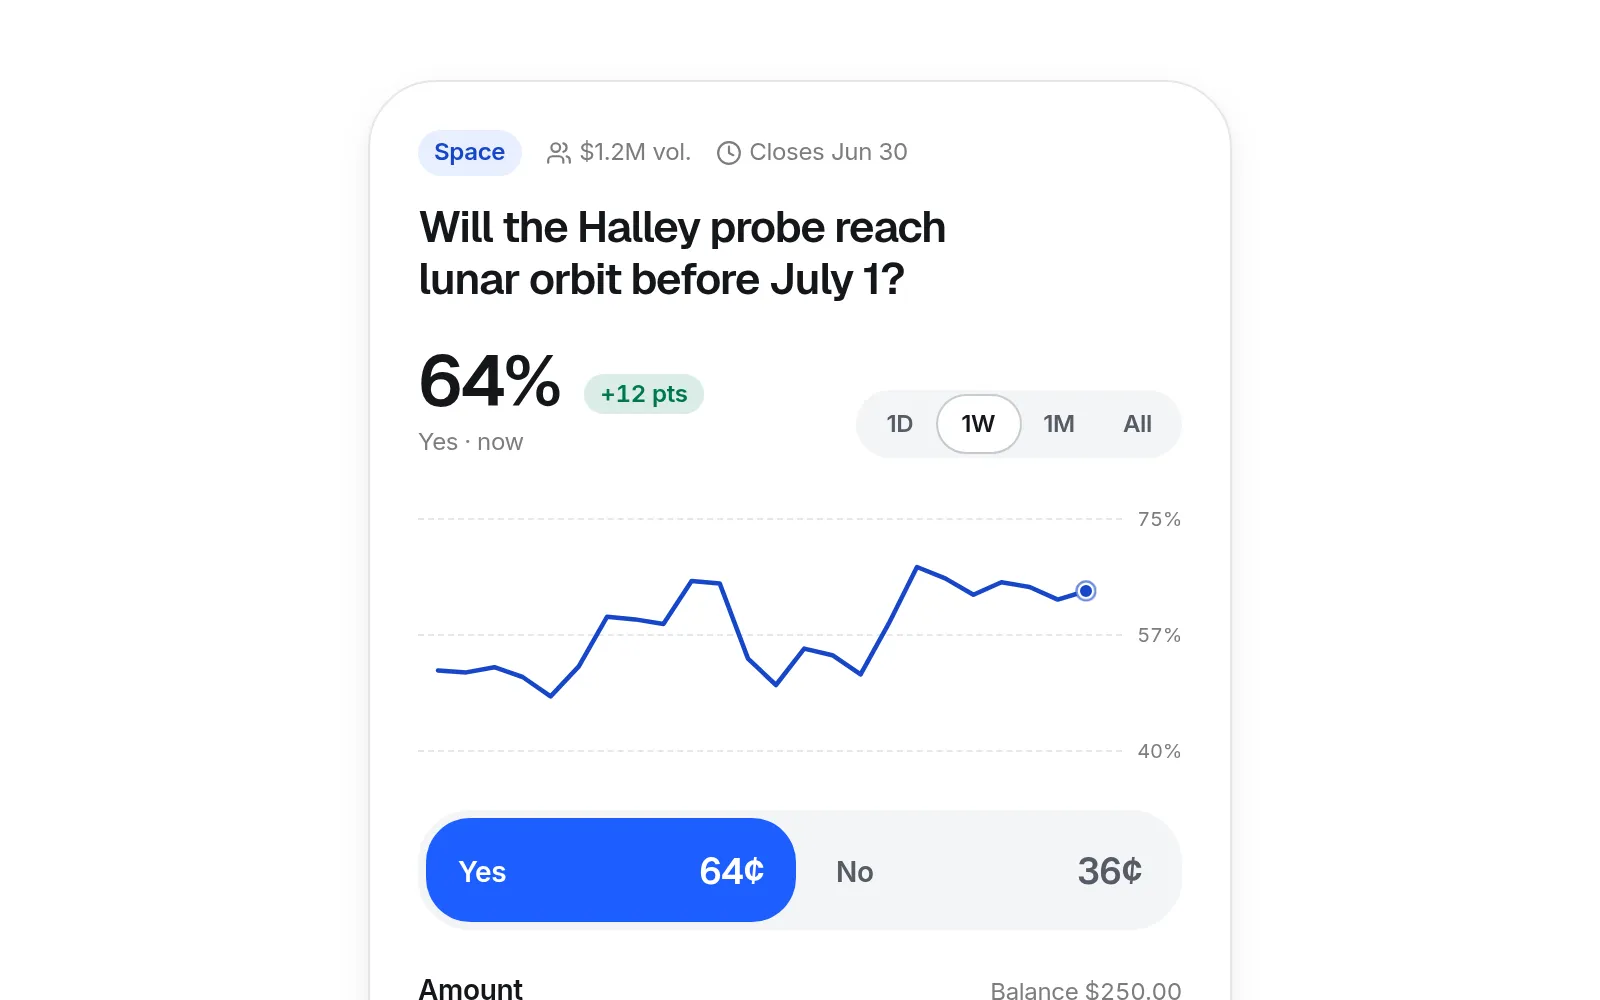 Space $1.2M vol. Closes Jun 30
Will the Halley probe reach
lunar orbit before July 1?
64% +12 pts
Yes · now
1D 1W 1M All
75%
57%
40%
Yes 64¢ No 36¢
Amount Balance $250.00